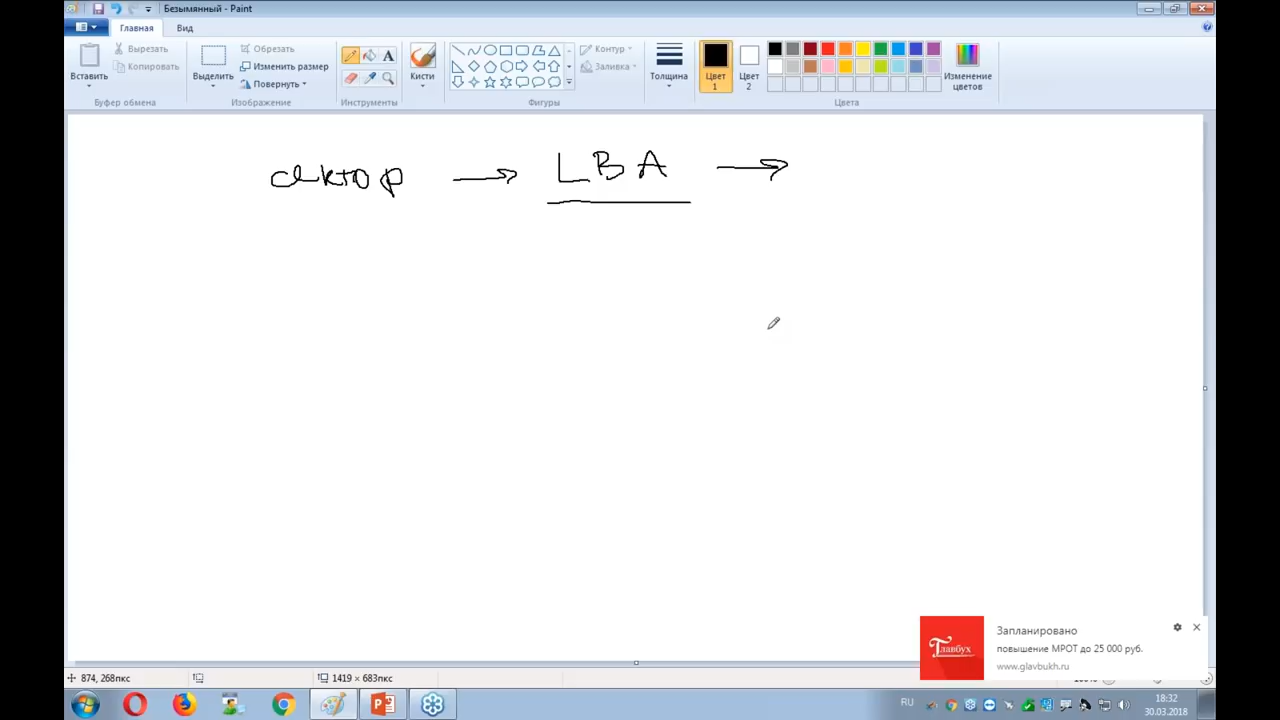 Безымянный - Paint
Главная
Вид
Вставить
Вырезать
Копировать
Буфер обмена
Выделить
Обрезать
Изменить размер
Повернуть
Изображение
Инструменты
Кисти
Фигуры
Контур
Заливка
Толщина
Цвет 1
Цвет 2
Изменение цветов
Цвета
сектор → LBA →
Запланировано
повышение МРОТ до 25 000 руб.
www.glavbukh.ru
Главбух
874, 268пкс
1419 × 683пкс
RU
18:32
30.03.2018